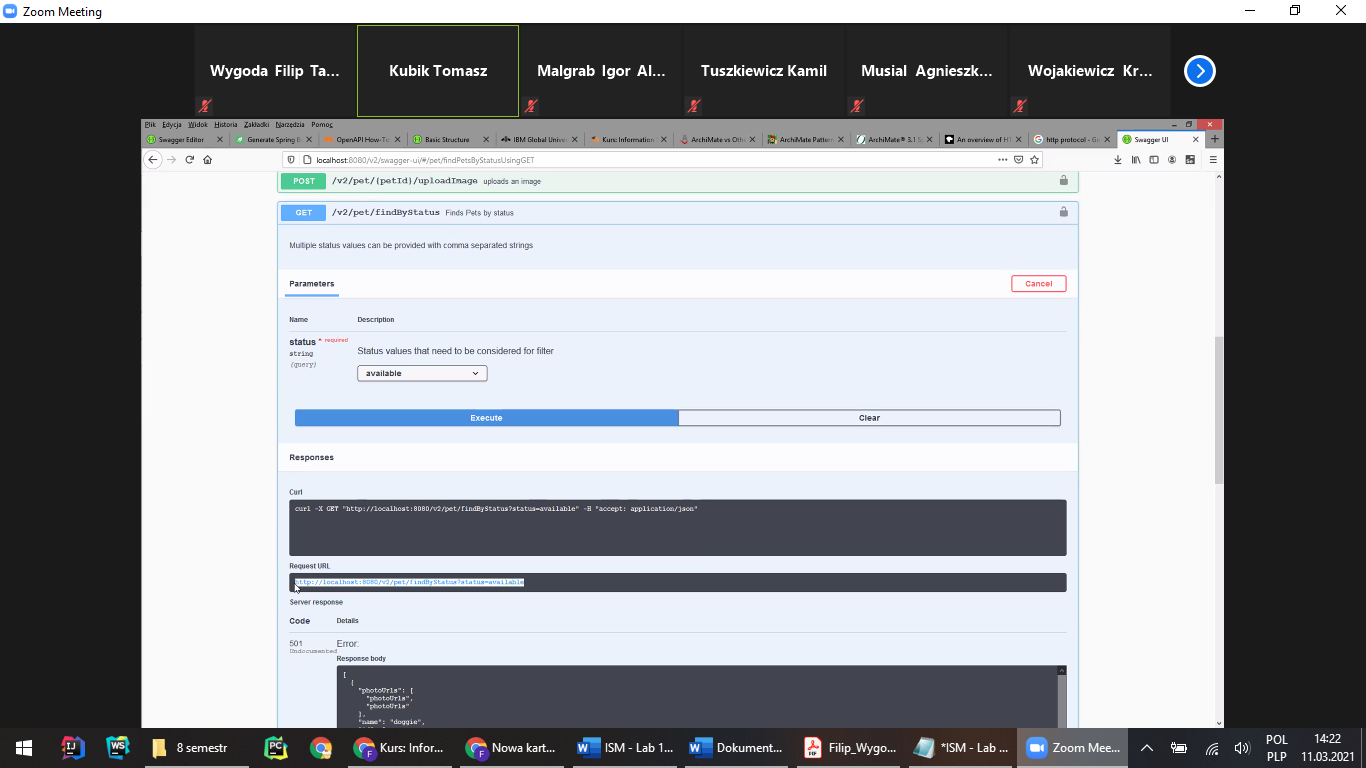 Zoom Meeting
Wygoda Filip Ta...
Kubik Tomasz
Malgrab Igor Al...
Tuszkiewicz Kamil
Musial Agnieszk...
Wojakiewicz Kr...
Plik Edycja Widok Historia Zakładki Narzędzia Pomoc
Swagger Editor
Generate Spring B
OpenAPI How-To
Basic Structure
IBM Global Univer
Kurs: Information
ArchiMate vs Oth
ArchiMate Pattern
ArchiMate® 3.1 S
An overview of HT
http protocol - Go
Swagger UI
localhost:8080/v2/swagger-ui/#/pet/findPetsByStatusUsingGET
POST /v2/pet/{petId}/uploadImage uploads an image
GET /v2/pet/findByStatus Finds Pets by status
Multiple status values can be provided with comma separated strings
Parameters
Cancel
Name Description
status * required
string
(query)
Status values that need to be considered for filter
available
Execute
Clear
Responses
Curl
curl -X GET "http://localhost:8080/v2/pet/findByStatus?status=available" -H "accept: application/json"
Request URL
http://localhost:8080/v2/pet/findByStatus?status=available
Server response
Code Details
501
Undocumented
Error:
Response body
[
{
"photoUrls": [
"photoUrls",
"photoUrls"
],
"name": "doggie",
8 semestr
Kurs: Infor...
Nowa kart...
ISM - Lab 1...
Dokument...
Filip_Wygo...
*ISM - Lab ...
Zoom Mee...
POL
PLP
14:22
11.03.2021